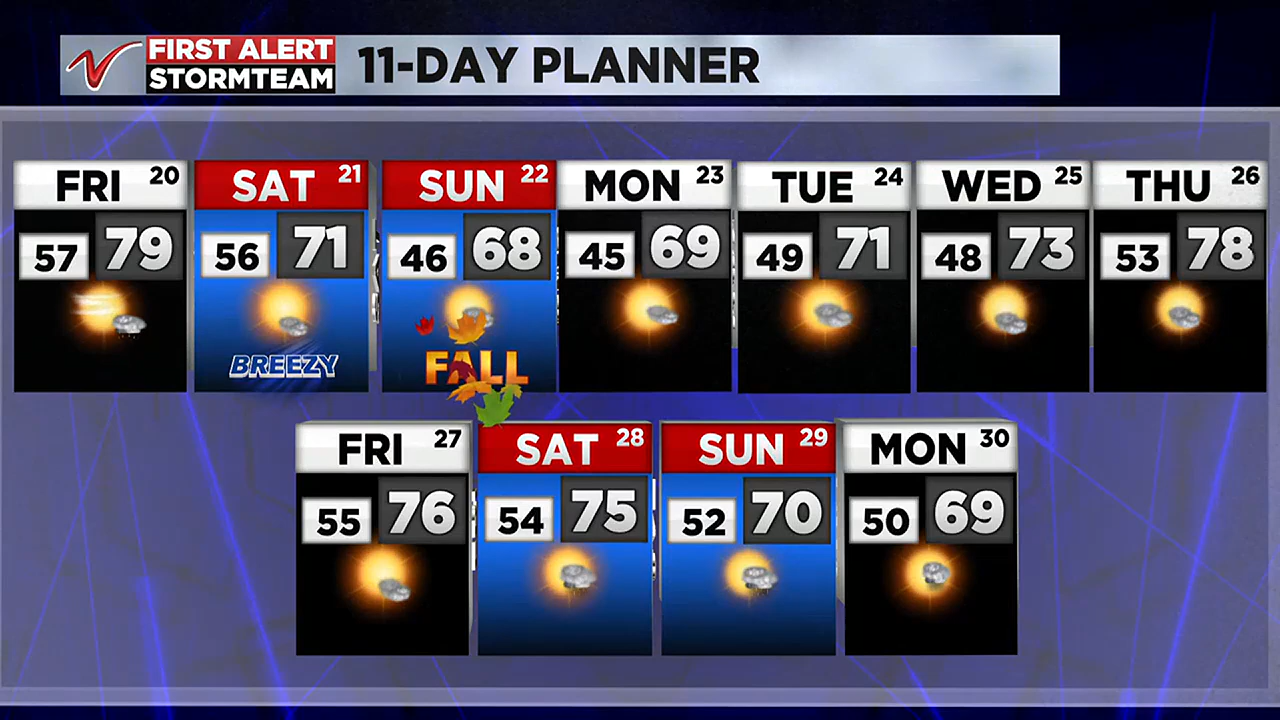 FIRST ALERT
STORMTEAM
11-DAY PLANNER
FRI 20
57 79
SAT 21
56 71
BREEZY
SUN 22
46 68
FALL
MON 23
45 69
TUE 24
49 71
WED 25
48 73
THU 26
53 78
FRI 27
55 76
SAT 28
54 75
SUN 29
52 70
MON 30
50 69